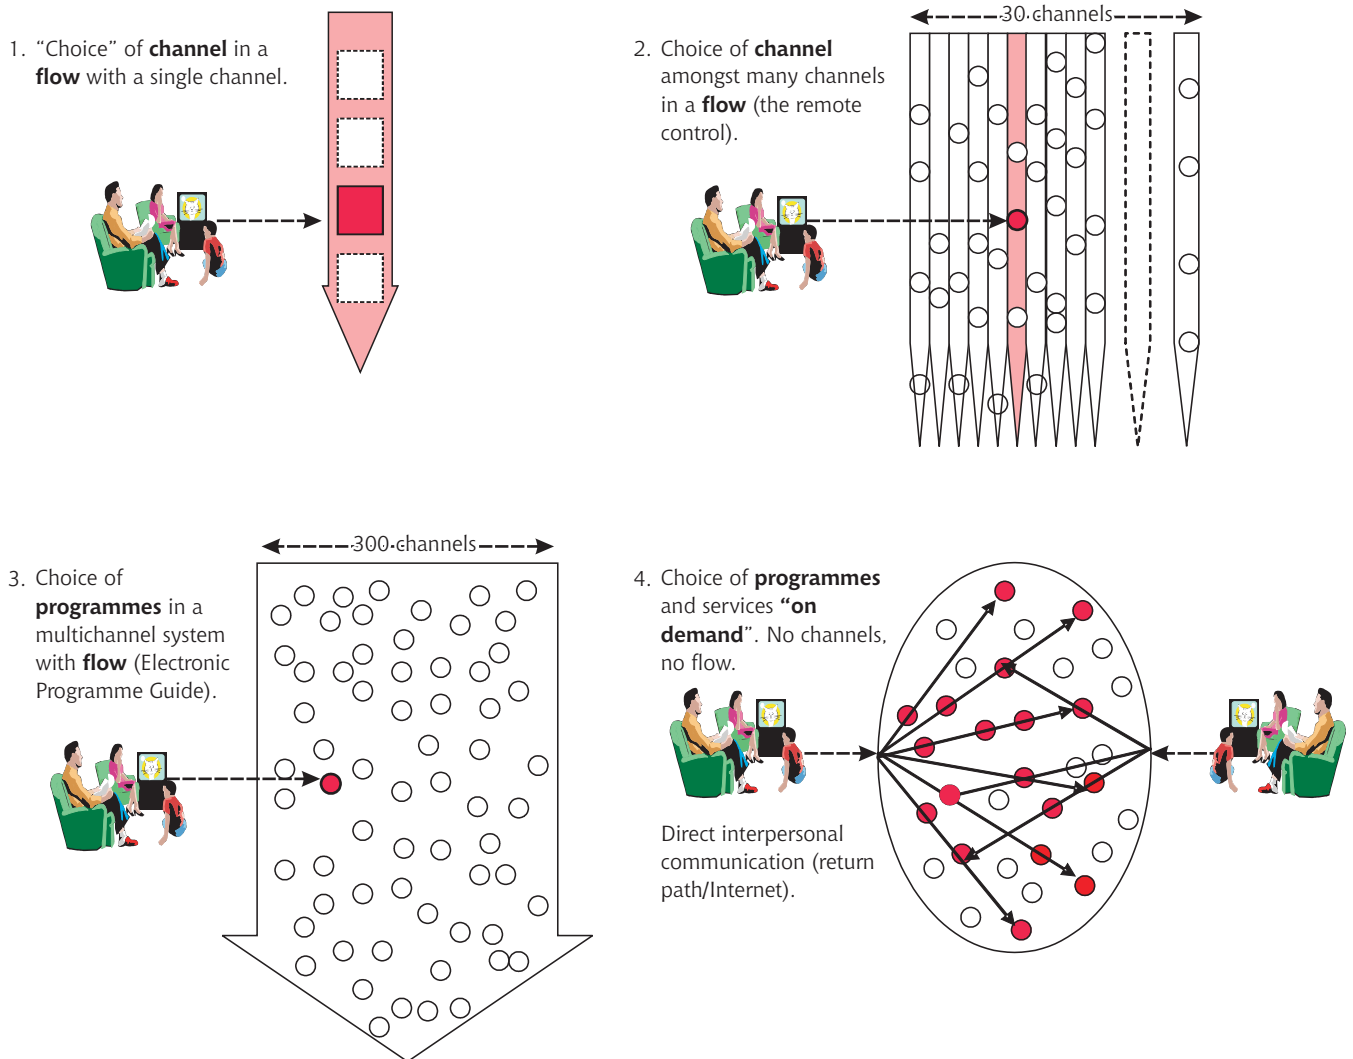 1. “Choice” of channel in a
flow with a single channel.
30 channels
2. Choice of channel
amongst many channels
in a flow (the remote
control).
300 channels
3. Choice of
programmes in a
multichannel system
with flow (Electronic
Programme Guide).
4. Choice of programmes
and services “on
demand”. No channels,
no flow.
Direct interpersonal
communication (return
path/Internet).